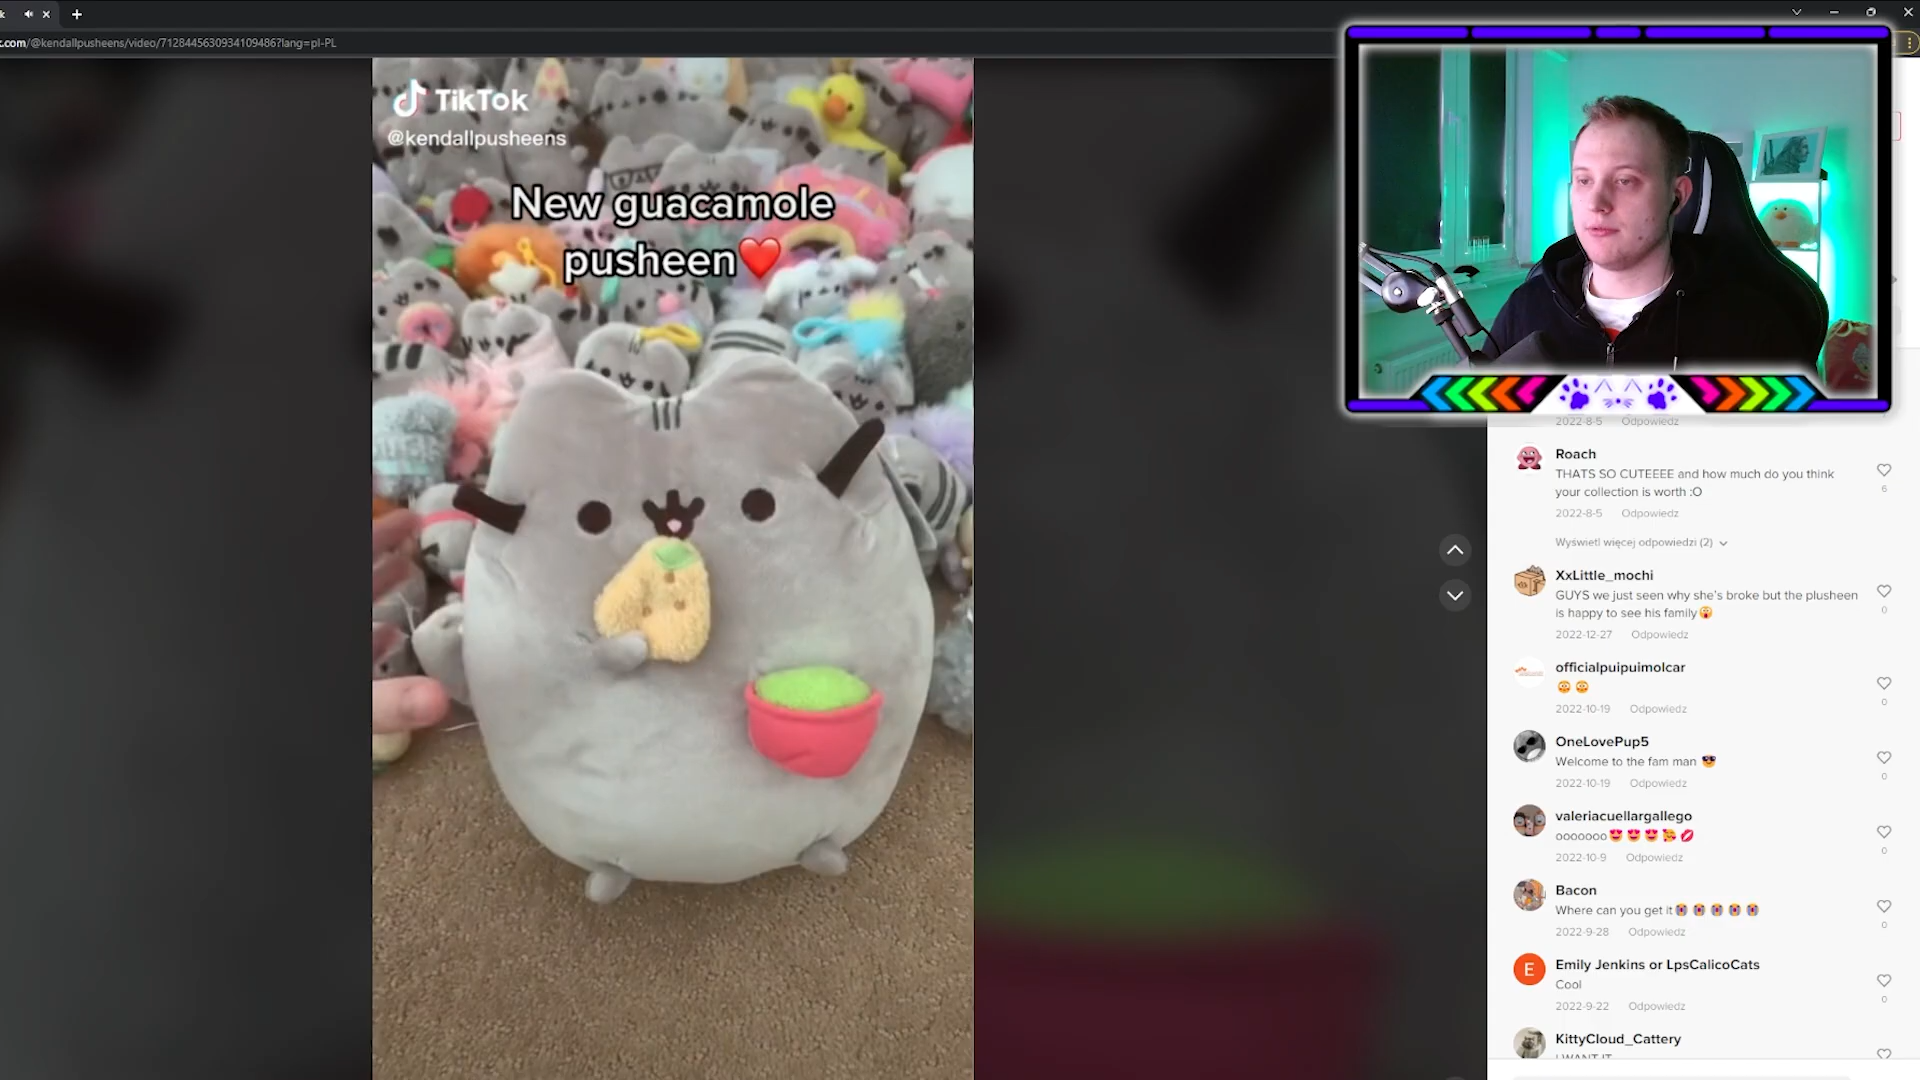 k
k.com/@kendallpusheens/video/7128445630934109486?lang=pl-PL
TikTok
@kendallpusheens
New guacamole
pusheen❤️
2022-8-5 Odpowiedz
Roach
THATS SO CUTEEEE and how much do you think
your collection is worth :O
6
2022-8-5 Odpowiedz
Wyświetl więcej odpowiedzi (2)
XxLittle_mochi
GUYS we just seen why she's broke but the plusheen
is happy to see his family😱
0
2022-12-27 Odpowiedz
officialpuipuimolcar
0
2022-10-19 Odpowiedz
OneLovePup5
Welcome to the fam man 😎
0
2022-10-19 Odpowiedz
valeriacuellargallego
ooooooo😍😍😍🥰💋
0
2022-10-9 Odpowiedz
Bacon
Where can you get it😭😭😭😭😭
0
2022-9-28 Odpowiedz
E
Emily Jenkins or LpsCalicoCats
Cool
0
2022-9-22 Odpowiedz
KittyCloud_Cattery
I WANT IT